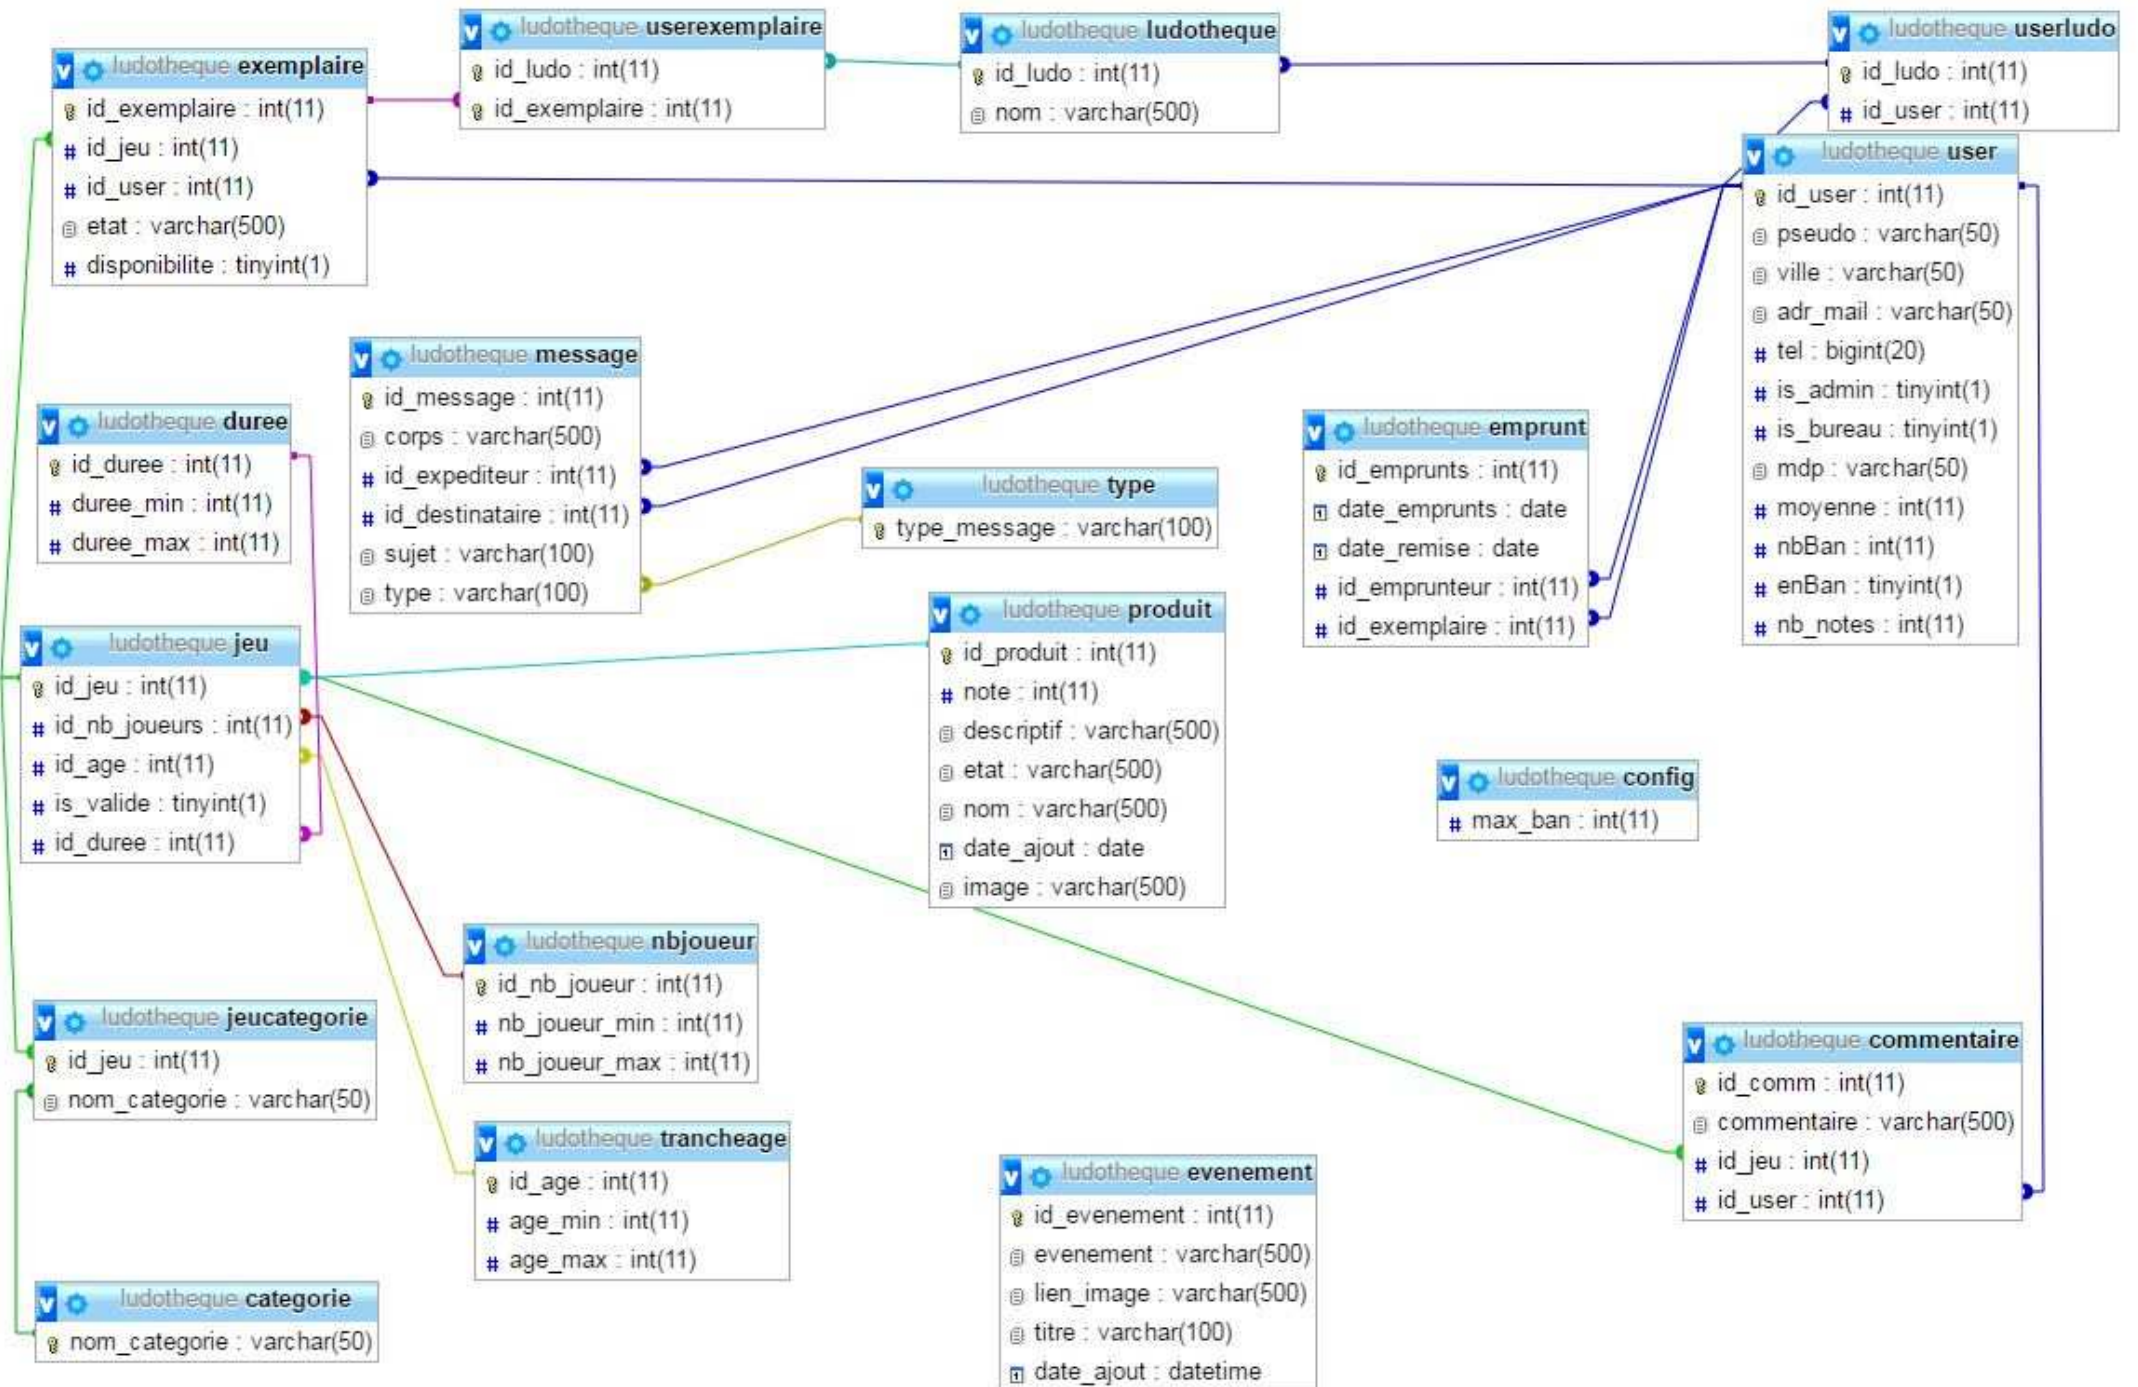 ludotheque exemplaire
id_exemplaire : int(11)
id_jeu : int(11)
id_user : int(11)
etat : varchar(500)
disponibilite : tinyint(1)
ludotheque userexemplaire
id_ludo : int(11)
id_exemplaire : int(11)
ludotheque ludotheque
id_ludo : int(11)
nom : varchar(500)
ludotheque userludo
id_ludo : int(11)
id_user : int(11)
ludotheque user
id_user : int(11)
pseudo : varchar(50)
ville : varchar(50)
adr_mail : varchar(50)
tel : bigint(20)
is_admin : tinyint(1)
is_bureau : tinyint(1)
mdp : varchar(50)
moyenne : int(11)
nbBan : int(11)
enBan : tinyint(1)
nb_notes : int(11)
ludotheque message
id_message : int(11)
corps : varchar(500)
id_expediteur : int(11)
id_destinataire : int(11)
sujet : varchar(100)
type : varchar(100)
ludotheque duree
id_duree : int(11)
duree_min : int(11)
duree_max : int(11)
ludotheque type
type_message : varchar(100)
ludotheque emprunt
id_emprunts : int(11)
date_emprunts : date
date_remise : date
id_emprunteur : int(11)
id_exemplaire : int(11)
ludotheque jeu
id_jeu : int(11)
id_nb_joueurs : int(11)
id_age : int(11)
is_valide : tinyint(1)
id_duree : int(11)
ludotheque produit
id_produit : int(11)
note : int(11)
descriptif : varchar(500)
etat : varchar(500)
nom : varchar(500)
date_ajout : date
image : varchar(500)
ludotheque config
max_ban : int(11)
ludotheque nbjoueur
id_nb_joueur : int(11)
nb_joueur_min : int(11)
nb_joueur_max : int(11)
ludotheque jeucategorie
id_jeu : int(11)
nom_categorie : varchar(50)
ludotheque commentaire
id_comm : int(11)
commentaire : varchar(500)
id_jeu : int(11)
id_user : int(11)
ludotheque trancheage
id_age : int(11)
age_min : int(11)
age_max : int(11)
ludotheque evenement
id_evenement : int(11)
evenement : varchar(500)
lien_image : varchar(500)
titre : varchar(100)
date_ajout : datetime
ludotheque categorie
nom_categorie : varchar(50)